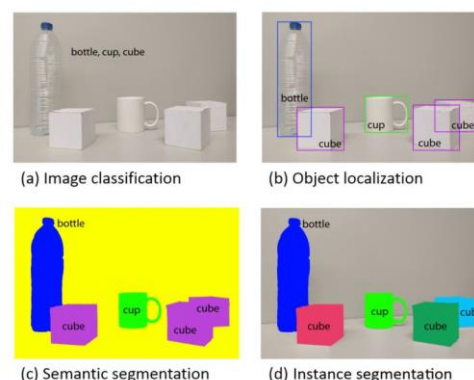 bottle, cup, cube
(a) Image classification
bottle
cube
cup
cube
cube
(b) Object localization
bottle
cube
cup
cube
cube
(c) Semantic segmentation
bottle
cube
cup
cube
cube
(d) Instance segmentation